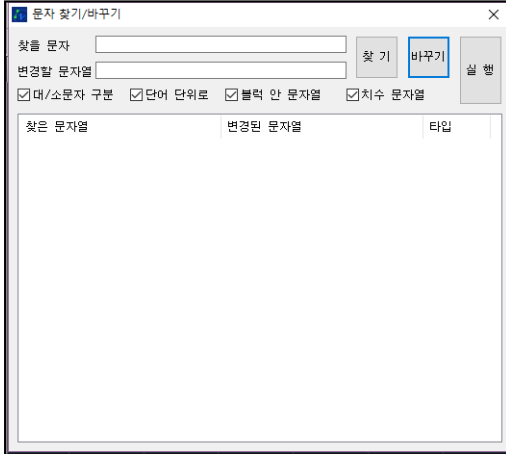 문자 찾기/바꾸기
찾을 문자
찾 기
바꾸기
실 행
변경할 문자열
대/소문자 구분 단어 단위로 블럭 안 문자열 치수 문자열
찾은 문자열 변경된 문자열 타입